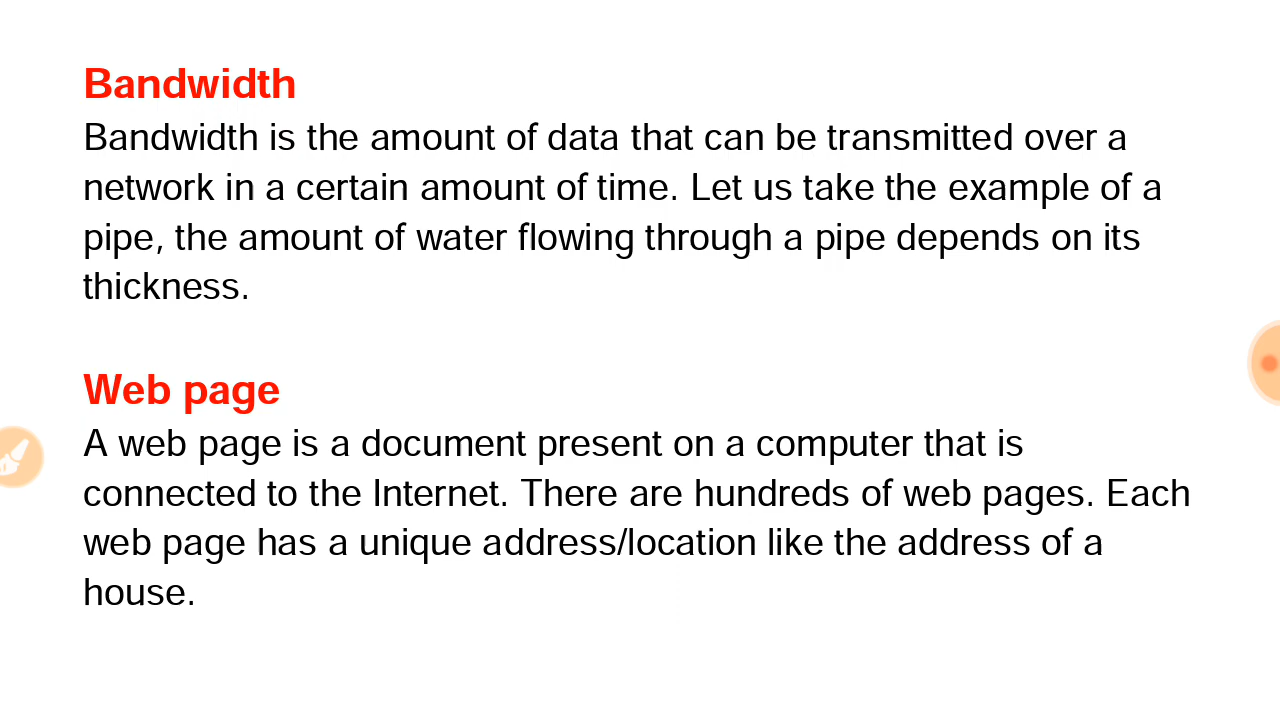 Bandwidth
Bandwidth is the amount of data that can be transmitted over a
network in a certain amount of time. Let us take the example of a
pipe, the amount of water flowing through a pipe depends on its
thickness.
Web page
A web page is a document present on a computer that is
connected to the Internet. There are hundreds of web pages. Each
web page has a unique address/location like the address of a
house.